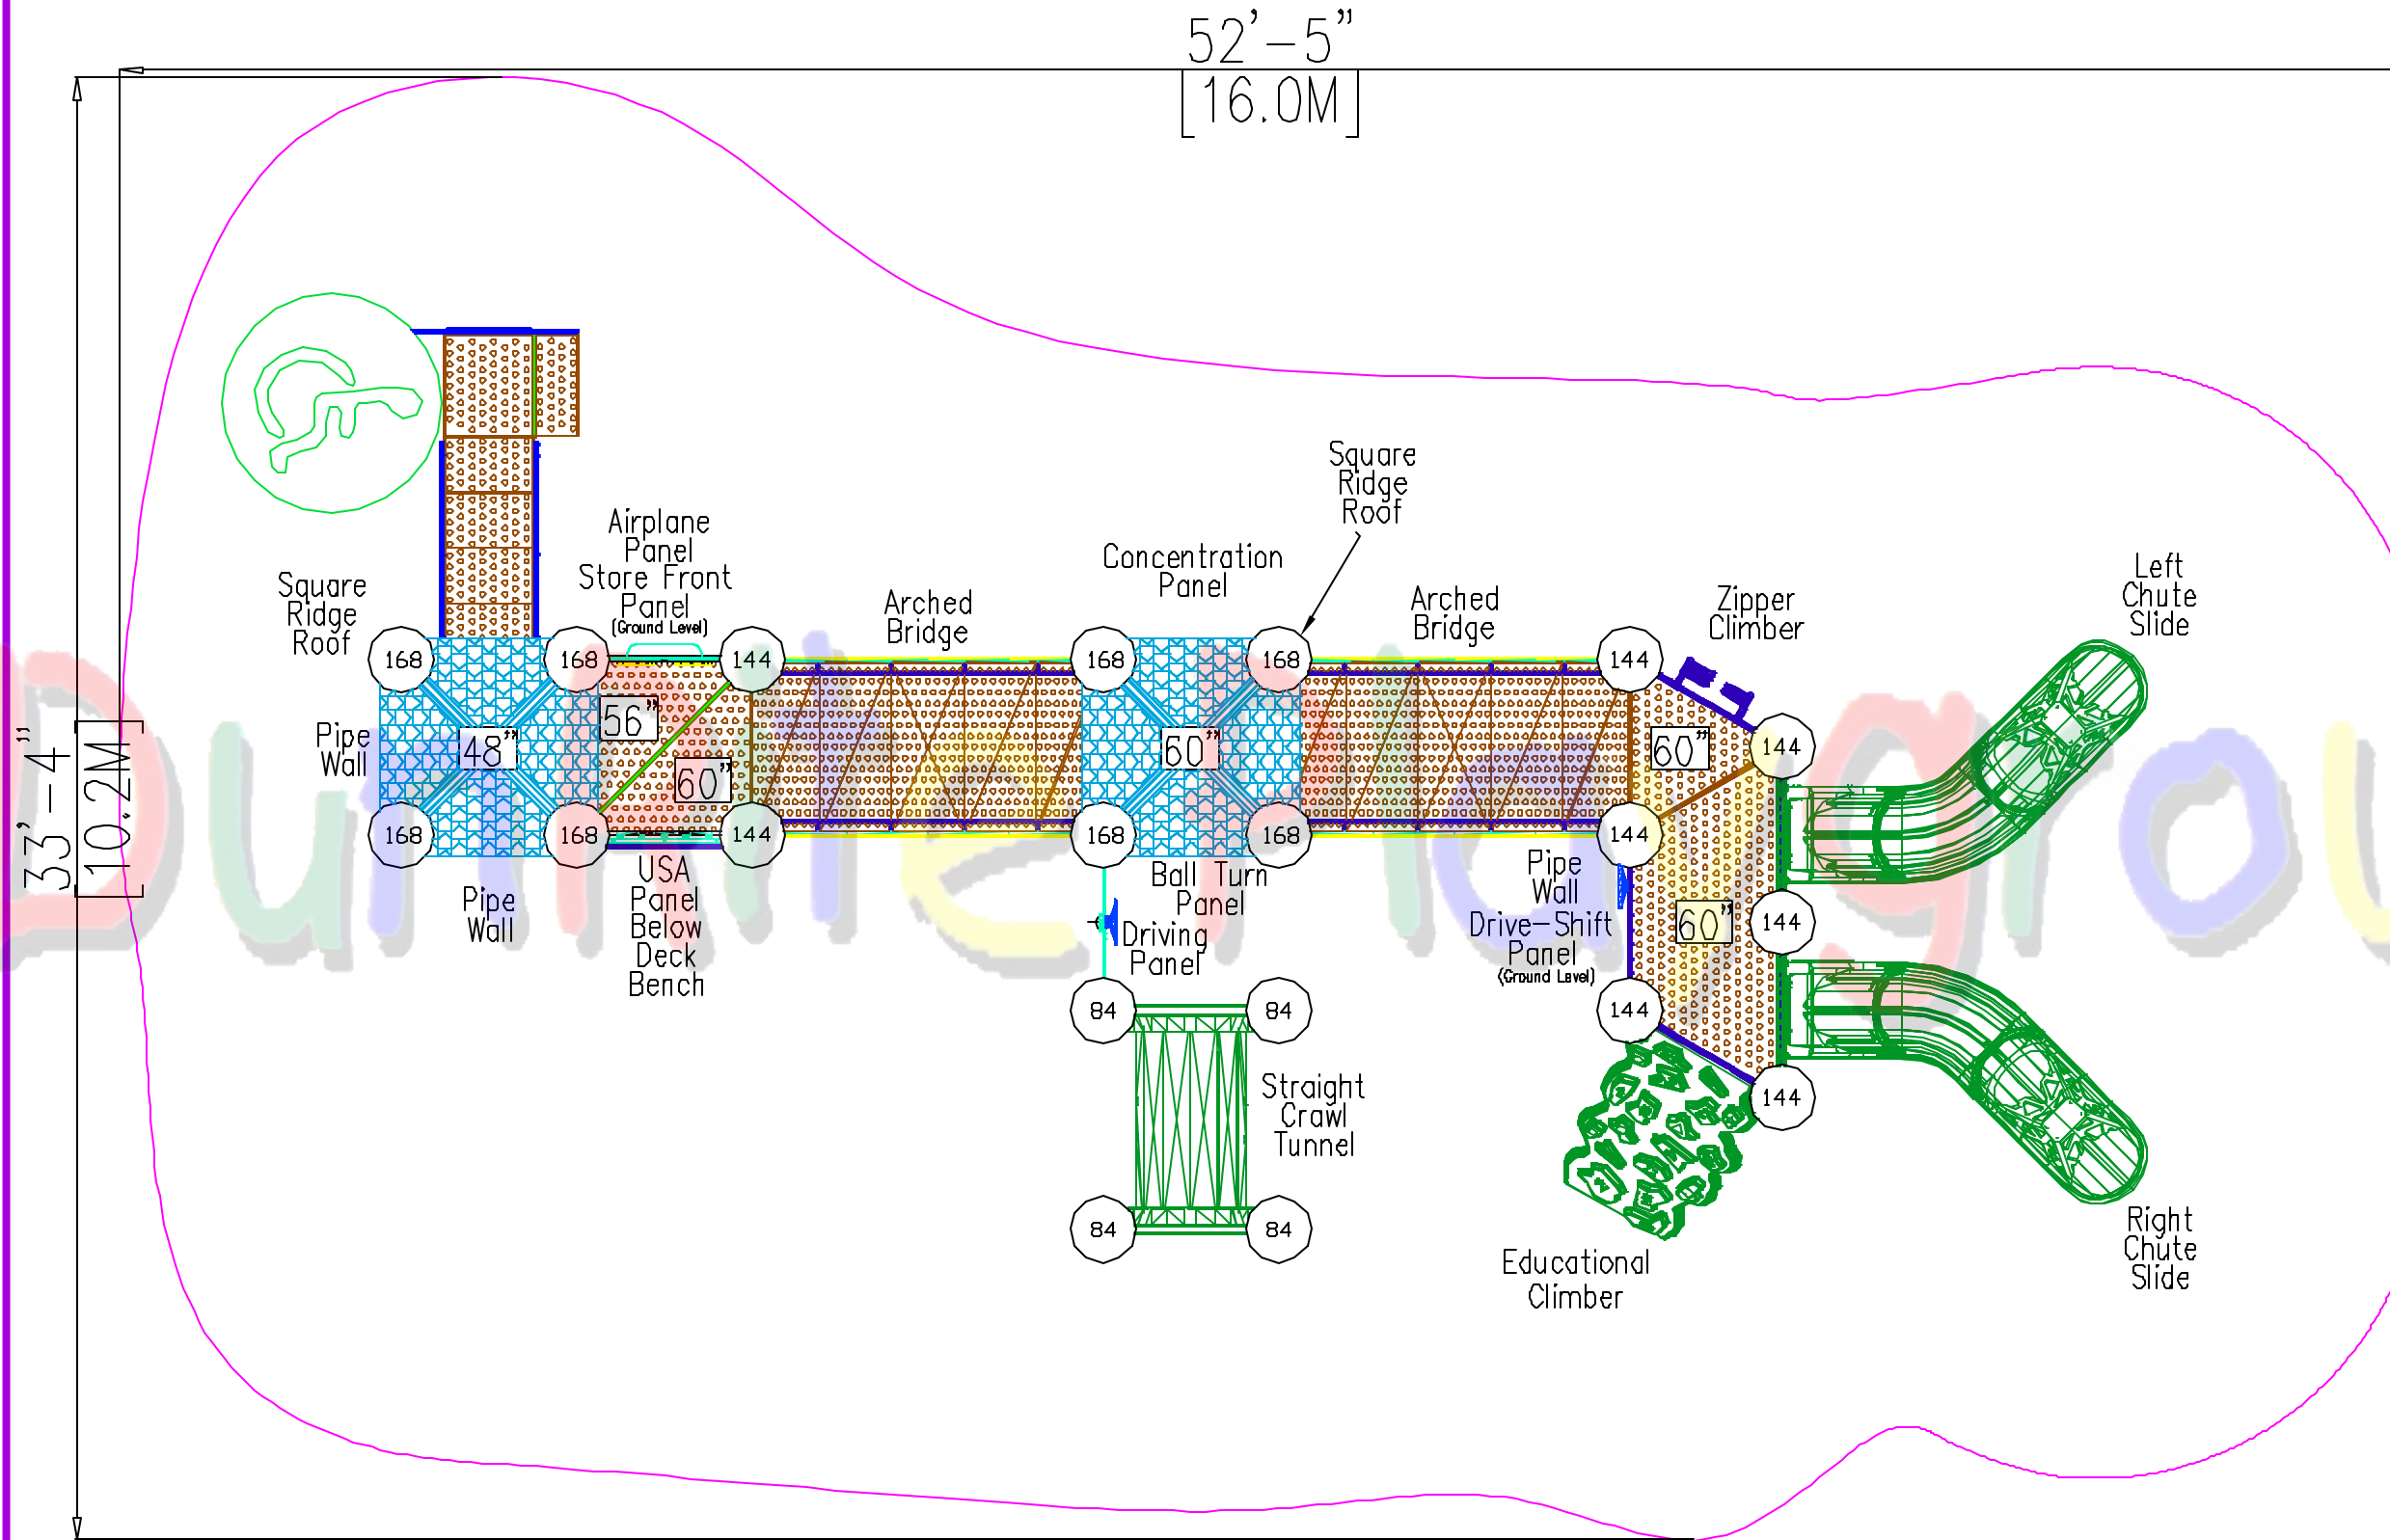 52'-5"
[16.0M]
33'-4"
10.2M
Square
Ridge
Roof
Airplane
Panel
Store Front
Panel
(Ground Level)
Square
Ridge
Roof
Concentration
Panel
Arched
Bridge
Arched
Bridge
Zipper
Climber
Left
Chute
Slide
168
168
144
168
168
144
144
Pipe
Wall
48"
56"
60"
60"
60"
168
168
144
168
168
144
144
Pipe
Wall
USA
Panel
Below
Deck
Bench
Ball Turn
Panel
Driving
Panel
Pipe
Wall
Drive-Shift
Panel
(Ground Level)
60"
84
84
144
144
Straight
Crawl
Tunnel
84
84
Educational
Climber
Right
Chute
Slide